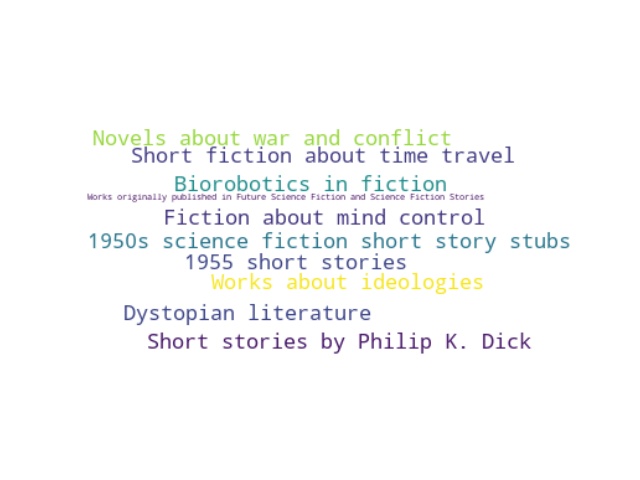 Novels about war and conflict
Short fiction about time travel
Biorobotics in fiction
Works originally published in Future Science Fiction and Science Fiction Stories
Fiction about mind control
1950s science fiction short story stubs
1955 short stories
Works about ideologies
Dystopian literature
Short stories by Philip K. Dick